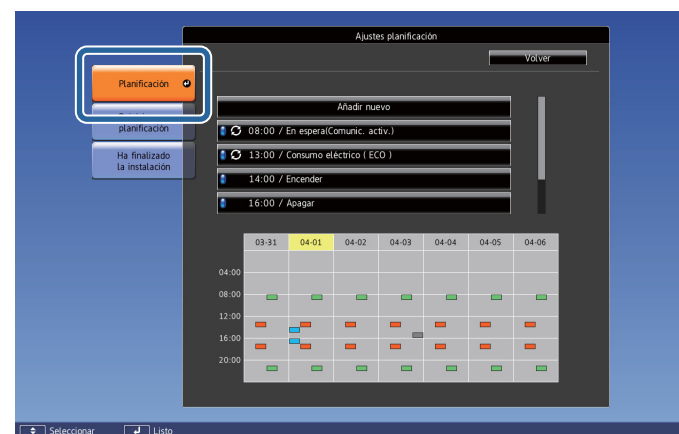 Ajustes planificación
Volver
Planificación
planificación
Ha finalizado
la instalación
Añadir nuevo
08:00 / En espera(Comunic. activ.)
13:00 / Consumo eléctrico ( ECO )
14:00 / Encender
16:00 / Apagar
03-31 04-01 04-02 04-03 04-04 04-05 04-06
04:00
08:00
12:00
16:00
20:00
Seleccionar Listo